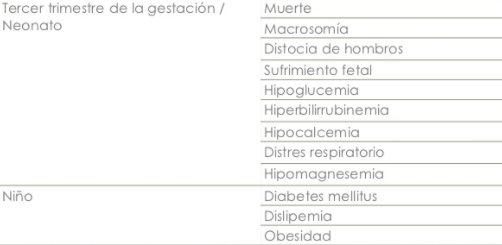 Tercer trimestre de la gestación /
Neonato
Muerte
Macrosomía
Distocia de hombros
Sufrimiento fetal
Hipoglucemia
Hiperbilirrubinemia
Hipocalcemia
Distres respiratorio
Hipomagnesemia
Niño
Diabetes mellitus
Dislipemia
Obesidad